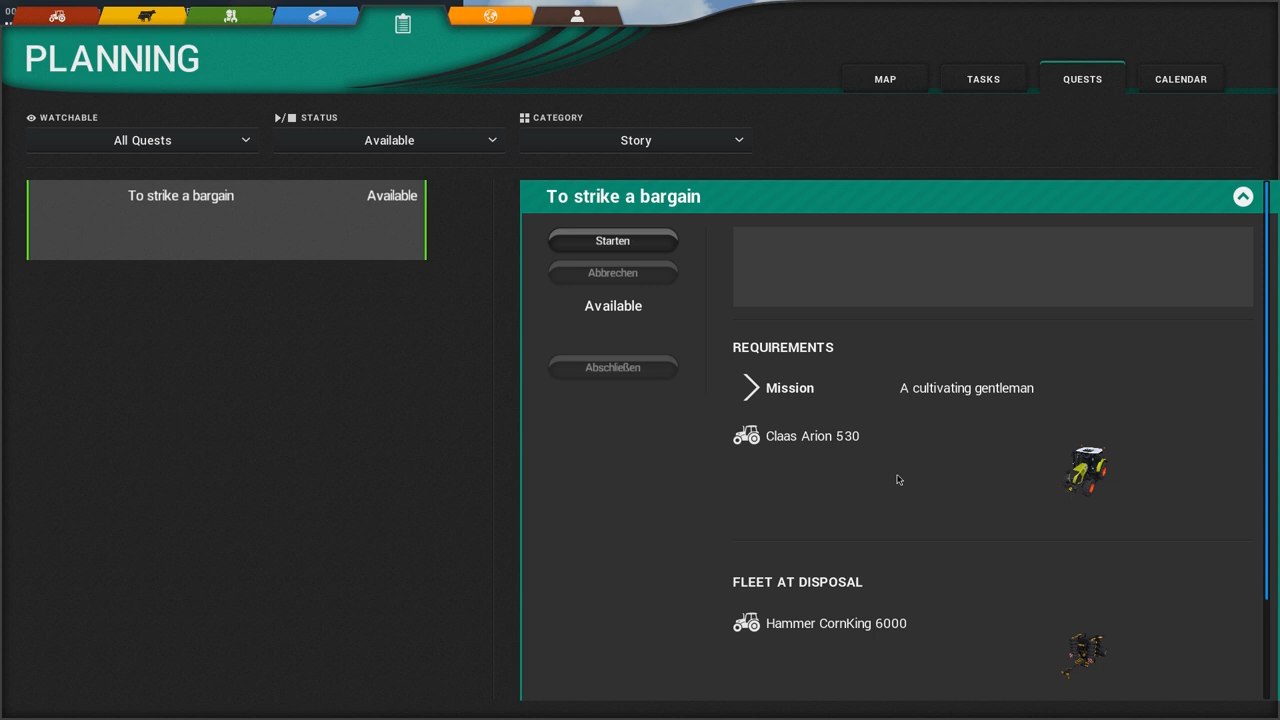 PLANNING
MAP
TASKS
QUESTS
CALENDAR
WATCHABLE
STATUS
CATEGORY
All Quests
Available
Story
To strike a bargain
Available
To strike a bargain
Starten
Abbrechen
Available
Abschließen
REQUIREMENTS
Mission
A cultivating gentleman
Claas Arion 530
FLEET AT DISPOSAL
Hammer CornKing 6000